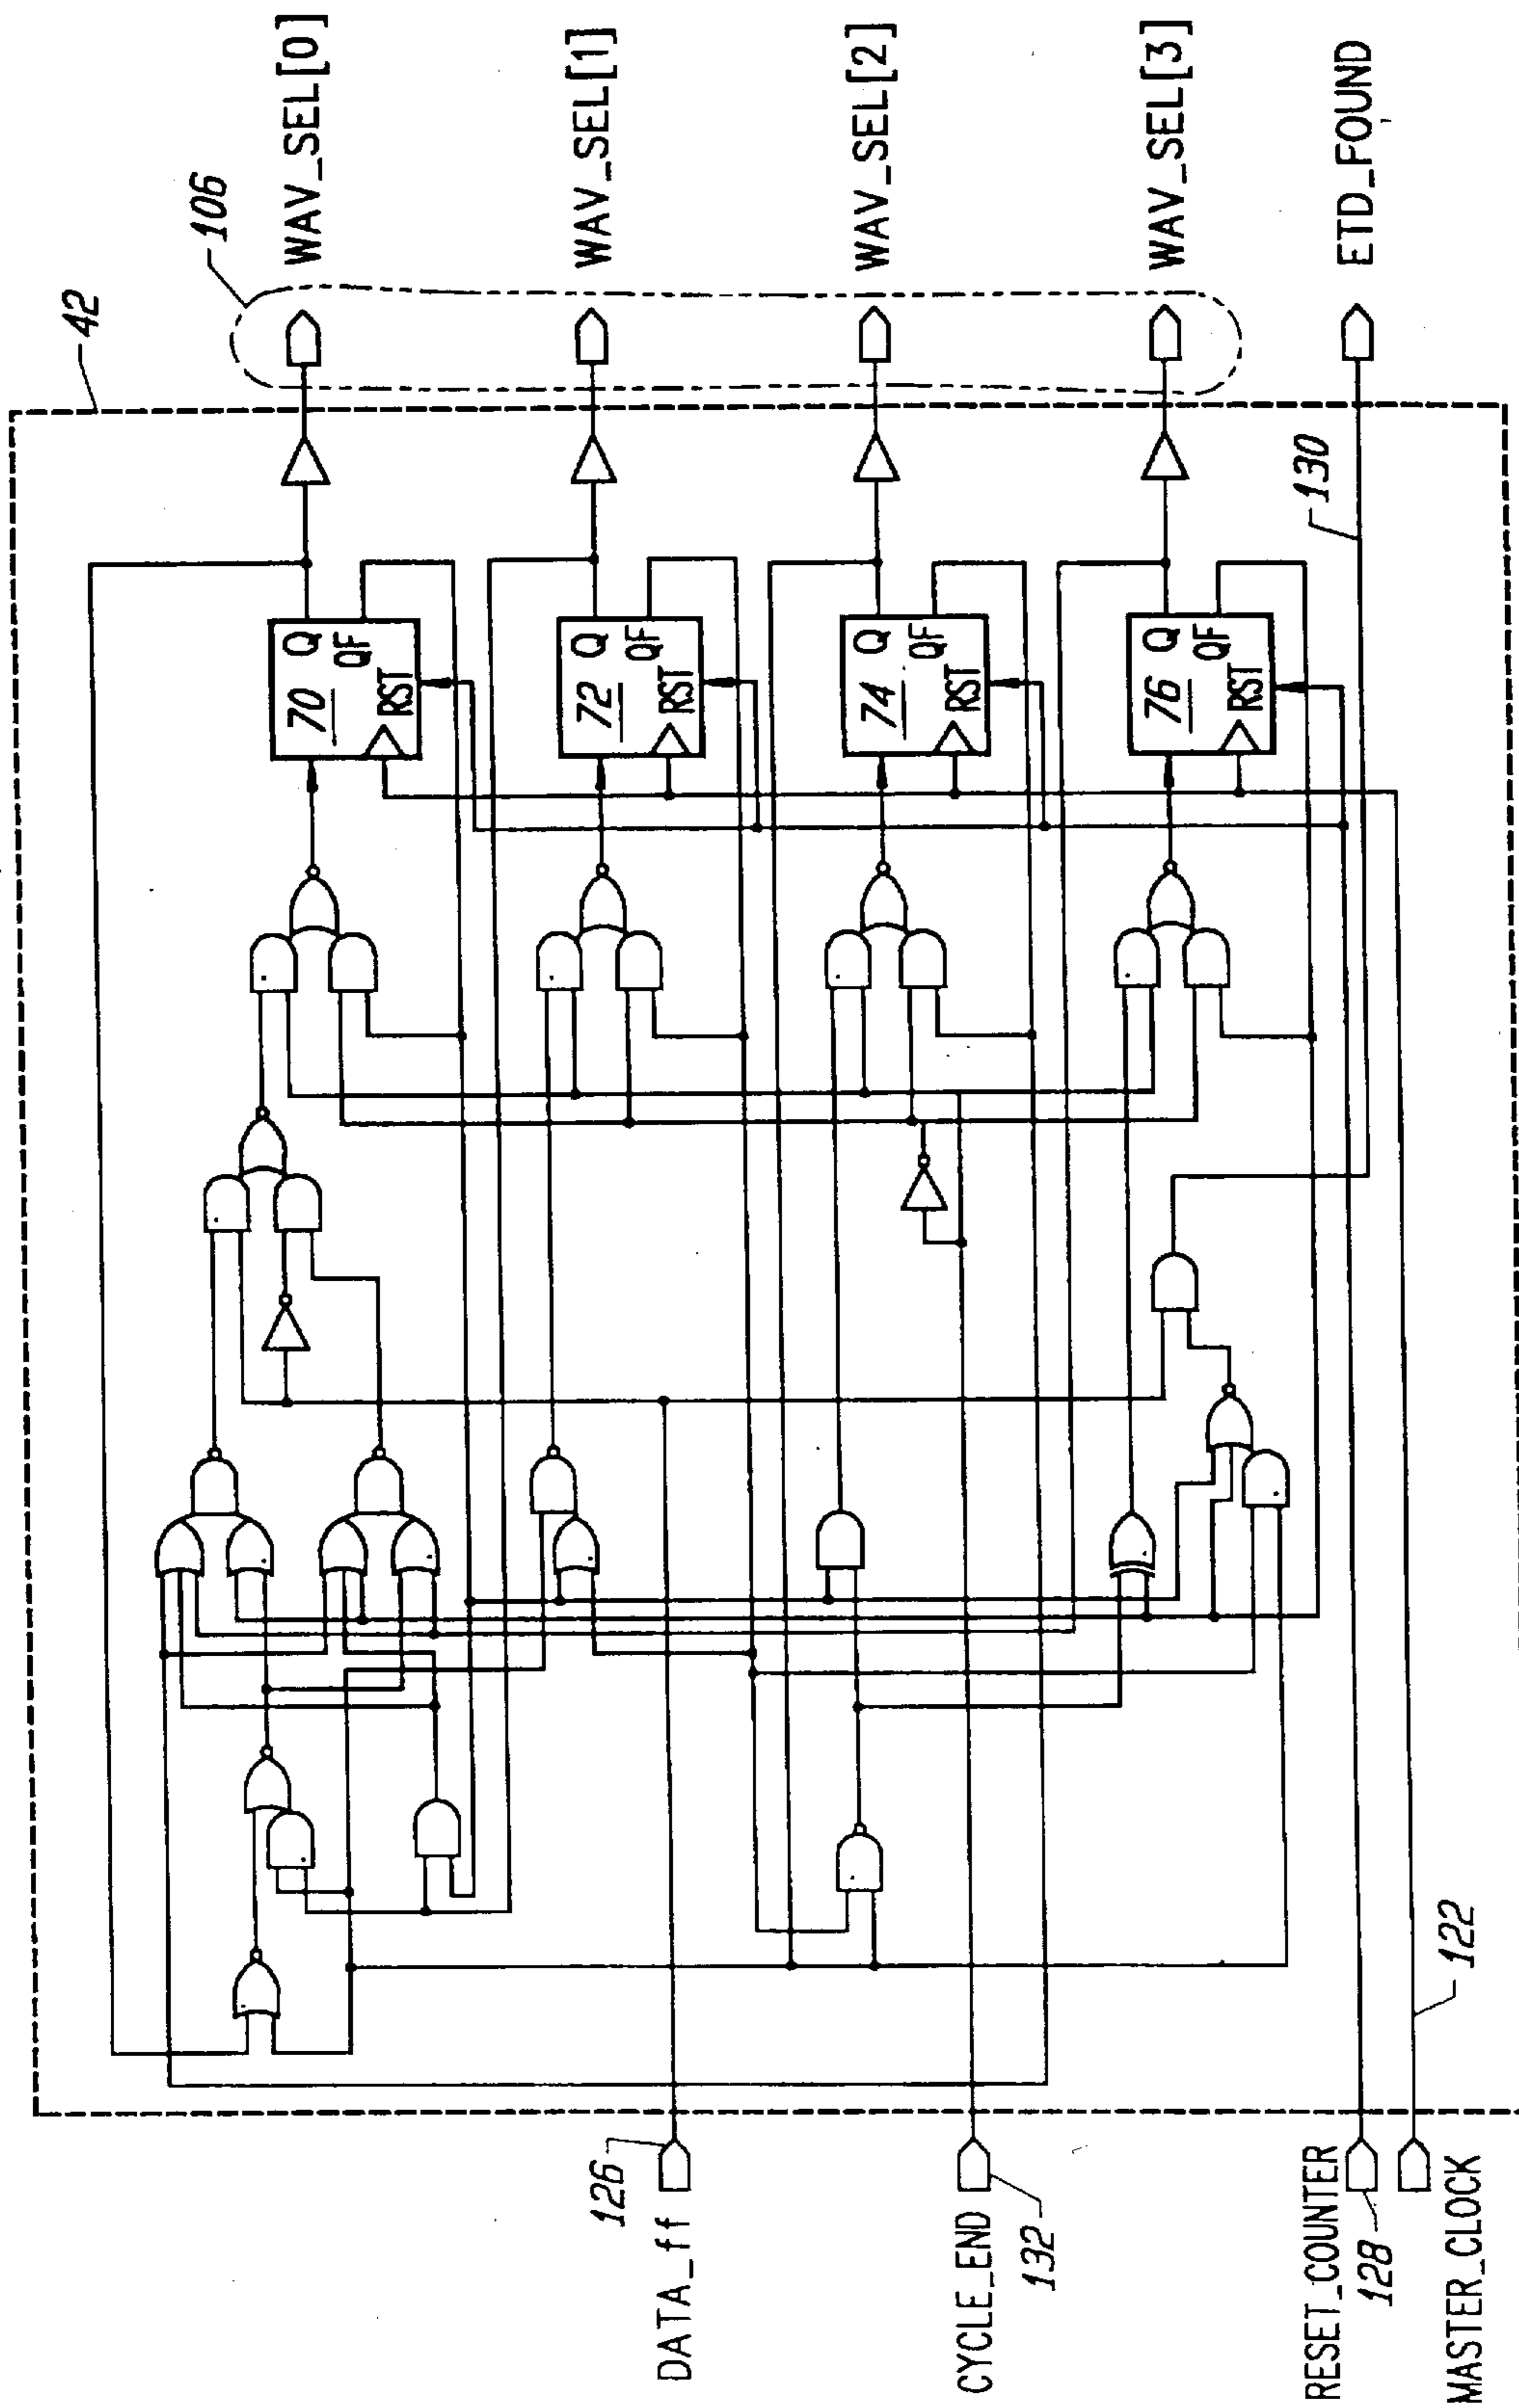 42
106
WAV_SEL[0]
WAV_SEL[1]
WAV_SEL[2]
WAV_SEL[3]
ETD_FOUND
130
70
Q
QF
RST
72
Q
QF
RST
74
Q
QF
RST
76
Q
QF
RST
DATA_ff
126
CYCLE_END
132
RESET_COUNTER
128
MASTER_CLOCK
122